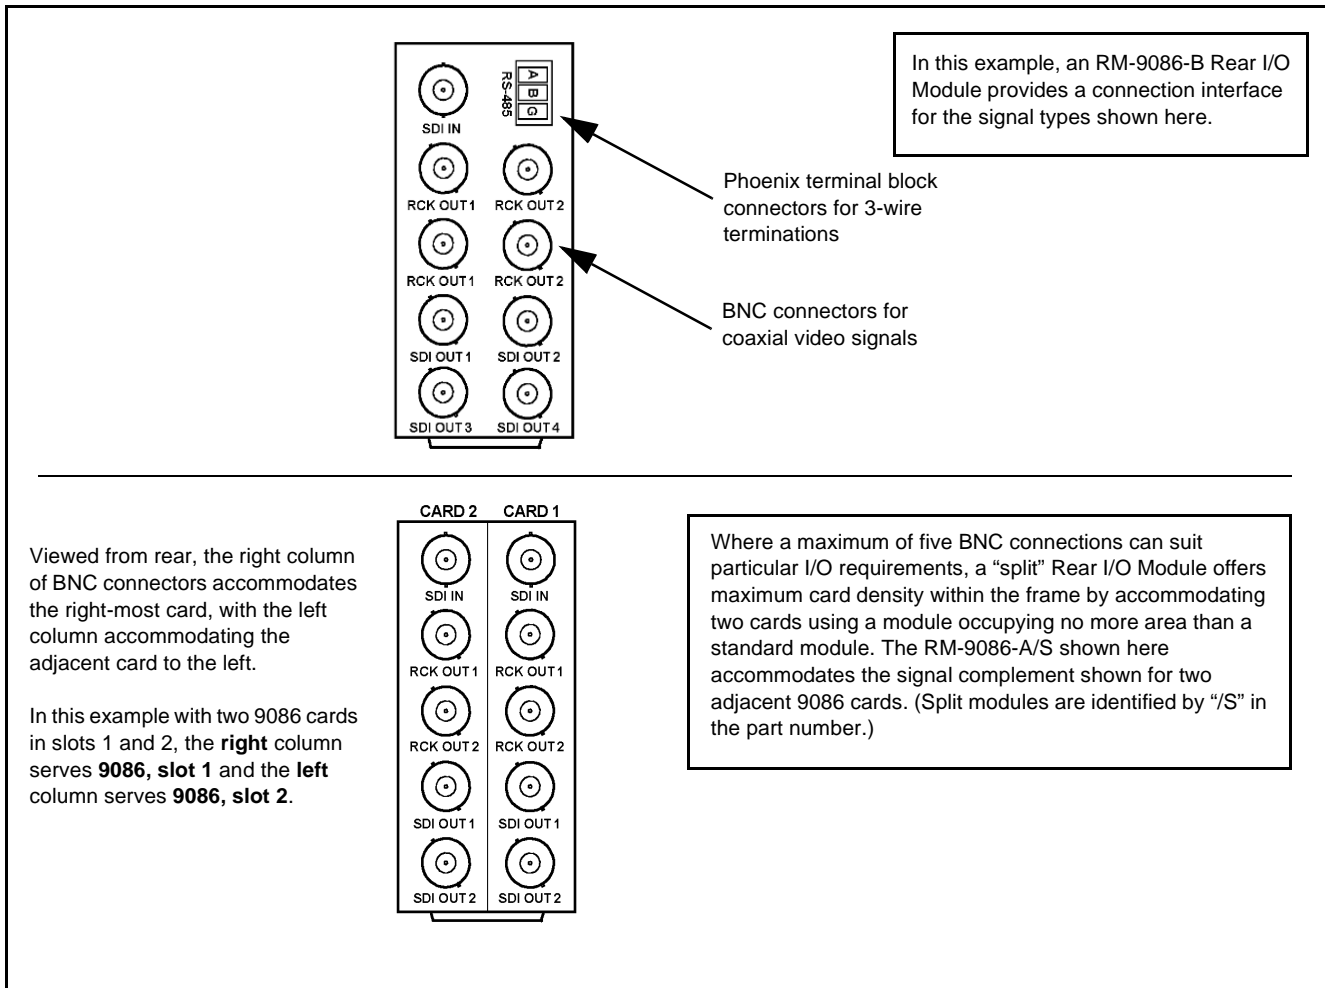 In this example, an RM-9086-B Rear I/O
Module provides a connection interface
for the signal types shown here.
A
B
G
RS-485
SDI IN
RCK OUT 1 RCK OUT 2
RCK OUT 1 RCK OUT 2
SDI OUT 1 SDI OUT 2
SDI OUT 3 SDI OUT 4
Phoenix terminal block
connectors for 3-wire
terminations
BNC connectors for
coaxial video signals
Viewed from rear, the right column
of BNC connectors accommodates
the right-most card, with the left
column accommodating the
adjacent card to the left.
In this example with two 9086 cards
in slots 1 and 2, the right column
serves 9086, slot 1 and the left
column serves 9086, slot 2.
CARD 2 CARD 1
SDI IN SDI IN
RCK OUT 1 RCK OUT 1
RCK OUT 2 RCK OUT 2
SDI OUT 1 SDI OUT 1
SDI OUT 2 SDI OUT 2
Where a maximum of five BNC connections can suit
particular I/O requirements, a “split” Rear I/O Module offers
maximum card density within the frame by accommodating
two cards using a module occupying no more area than a
standard module. The RM-9086-A/S shown here
accommodates the signal complement shown for two
adjacent 9086 cards. (Split modules are identified by “/S” in
the part number.)